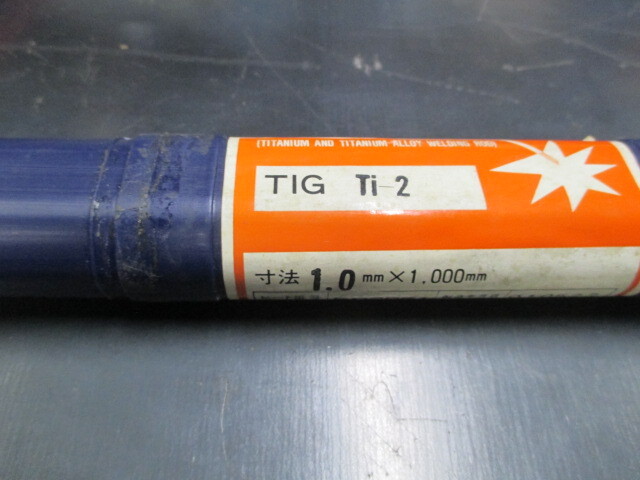 (TITANIUM AND TITANIUM ALLOY WELDING ROD)
TIG Ti-2
寸法 1.0 mm × 1.000mm